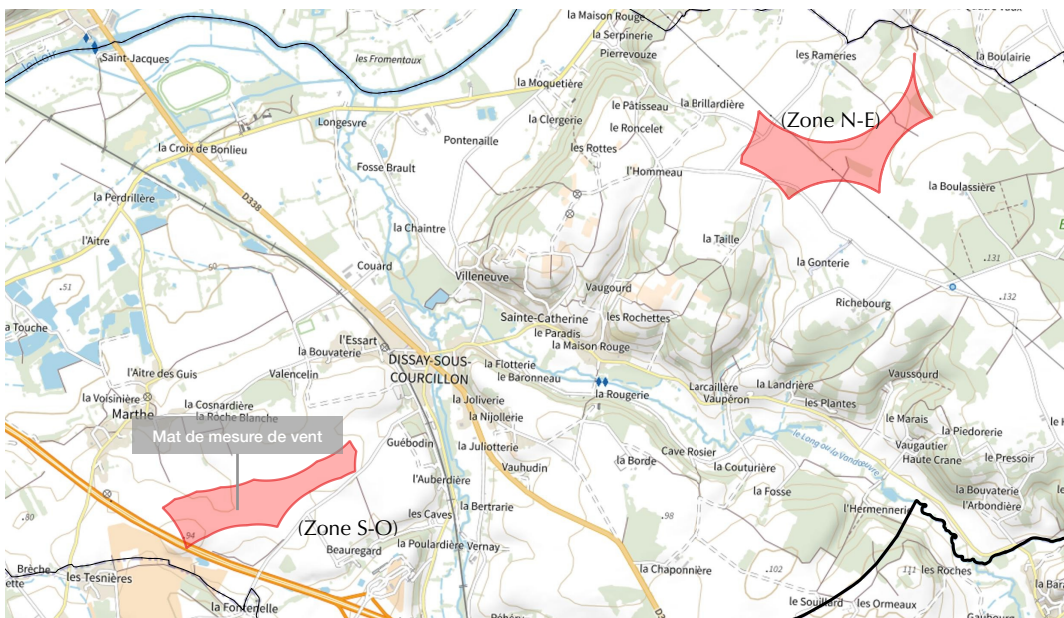 la Maison Rouge
la Serpinerie
Pierrevouze
les Rameries
la Boulairie
Saint-Jacques
les Fromentaux
la Moquetière
le Pâtisseau
la Brillardière
(Zone N-E)
la Clergerie
Longesvre
le Roncelet
Pontenaille
la Croix de Bonlieu
les Rottes
Fosse Brault
l'Hommeau
la Boulassière
la Perdrillère
D338
la Chaintre
la Taille
l'Aitre
50
Couard
la Gonterie
.131
Villeneuve
.51
Vaugourd
.132
Richebourg
Sainte-Catherine
les Rochettes
a Touche
le Paradis
l'Essart
la Maison Rouge
la Bouvaterie
DISSAY-SOUS-
COURCILLON
la Flotterie
le Baronneau
l'Aitre des Guis
Valencelin
Vaussourd
Larcaillère
la Landrière
la Rougerie
Vaupéron
la Voisinière
la Cosnardière
la Joliverie
les Plantes
Marthe
la Roche Blanche
la Nijollerie
le Marais
la Piedorerie
Mat de mesure de vent
Guébodin
la Juliotterie
Vaugautier
Cave Rosier
Haute Crane
le Pressoir
la Borde
la Couturière
Vauhudin
l'Auberdière
la Fosse
la Bouvaterie
l'Arbondière
la Bertrarie
les Caves
l'Hermennerie
.80
.94
(Zone S-O)
.98
Beauregard
la Poulardière
Vernay
Brèche
ette
les Tesnières
la Chaponnière
.102
111
les Roches
la Bara
la Fontenelle
le Souillard
les Ormeaux